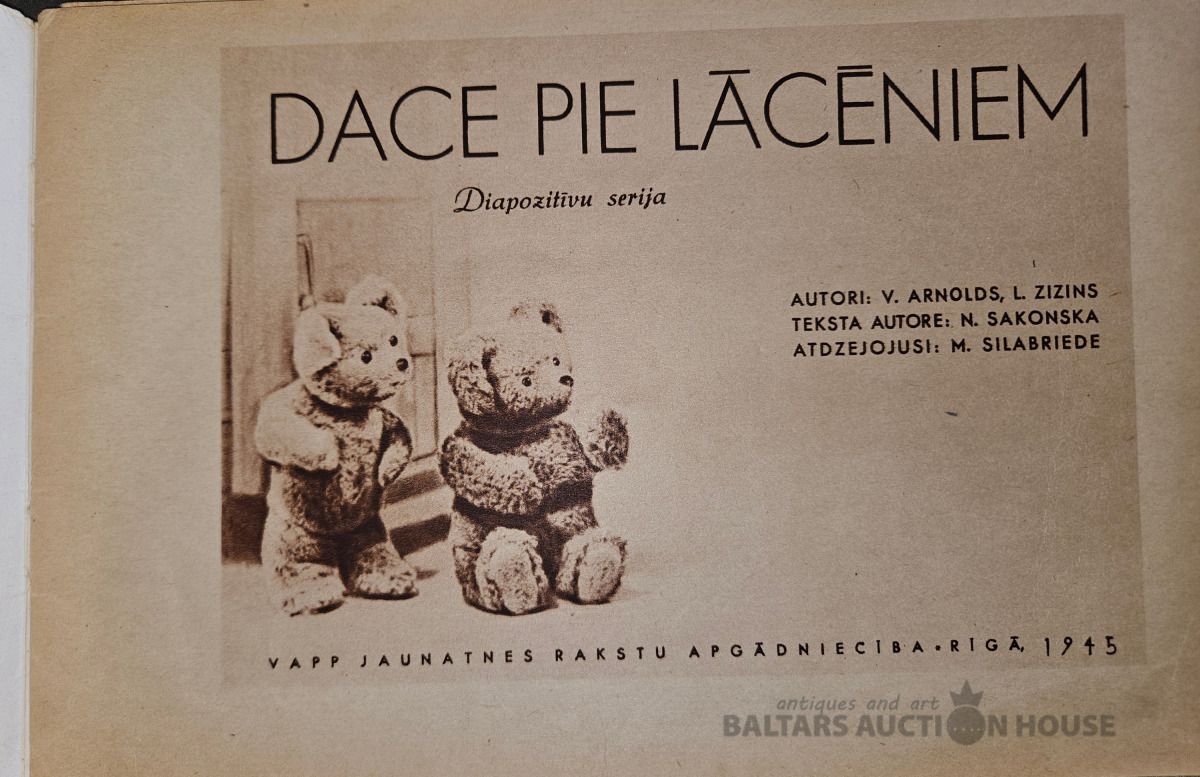 DACE PIE LĀCĒNIEM
Diapozitīvu serija
AUTORI: V. ARNOLDS, L. ZIZINS
TEKSTA AUTORE: N. SAKONSKA
ATDZEJOJUSI: M. SILABRIEDE
VAPP JAUNATNES RAKSTU APGĀDNIECĪBA • RĪGĀ, 1945
antiques and art
BALTARS AUCTION HOUSE